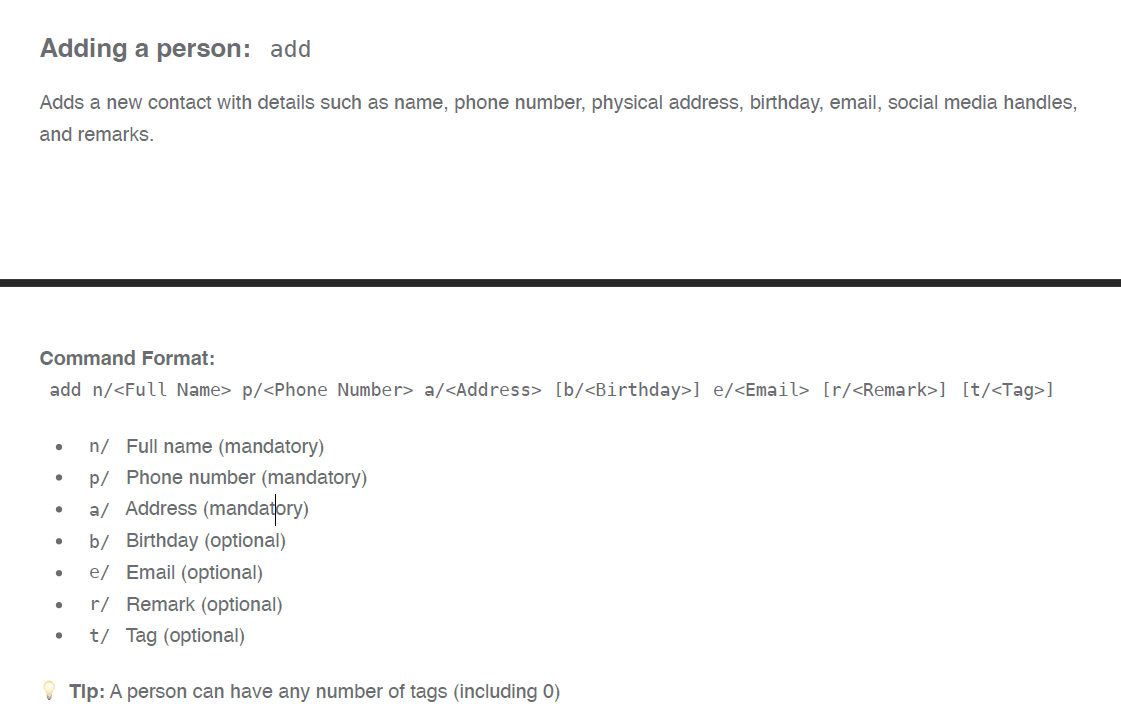 Adding a person: add
Adds a new contact with details such as name, phone number, physical address, birthday, email, social media handles,
and remarks.
Command Format:
add n/<Full Name> p/<Phone Number> a/<Address> [b/<Birthday>] e/<Email> [r/<Remark>] [t/<Tag>]
• n/ Full name (mandatory)
• p/ Phone number (mandatory)
• a/ Address (mandatory)
• b/ Birthday (optional)
• e/ Email (optional)
• r/ Remark (optional)
• t/ Tag (optional)
💡 Tip: A person can have any number of tags (including 0)